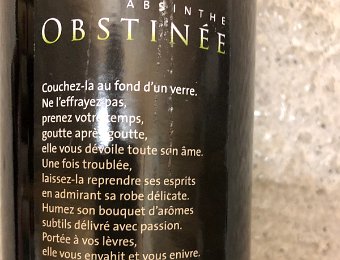 ABSINTHE
OBSTINÉE
Couchez-la au fond d'un verre.
Ne l'effrayez pas,
prenez votre temps,
goutte après goutte,
elle vous dévoile toute son âme.
Une fois troublée,
laissez-la reprendre ses esprits
en admirant sa robe délicate.
Humez son bouquet d'arômes
subtils délivré avec passion.
Portée à vos lèvres,
elle vous envahit et vous enivre.